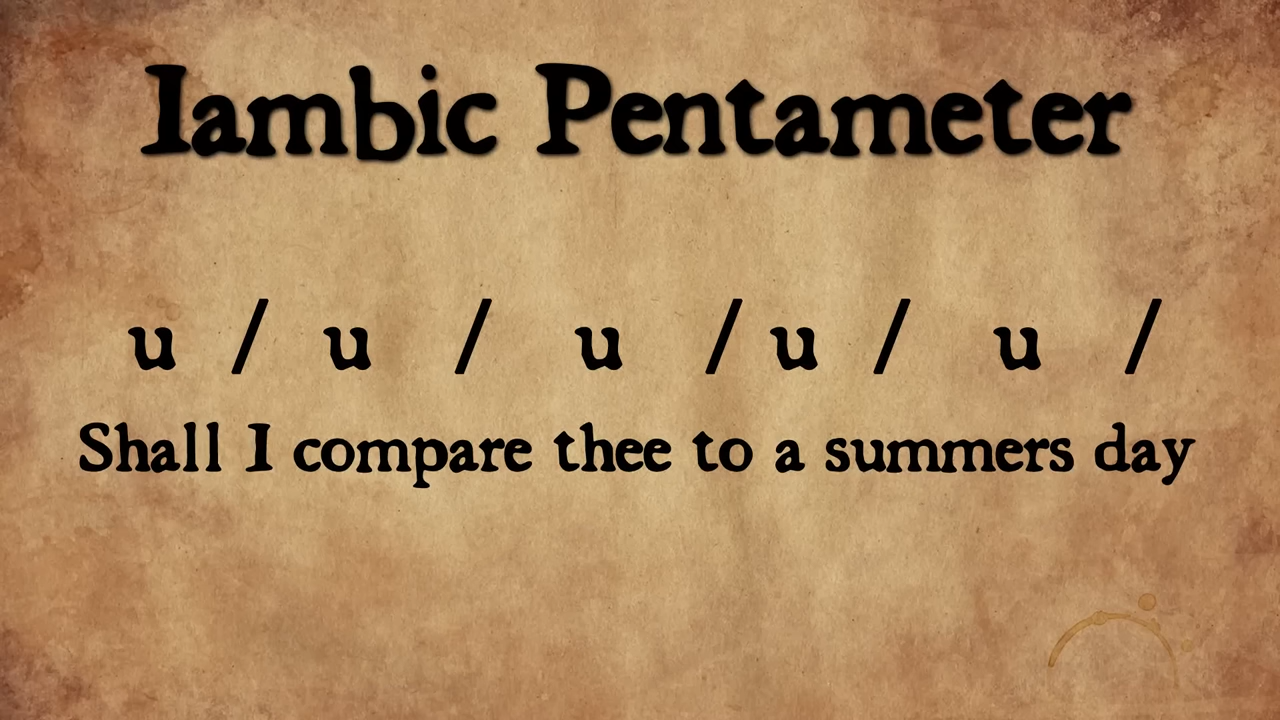 Iambic Pentameter
u / u / u / u / u /
Shall I compare thee to a summers day